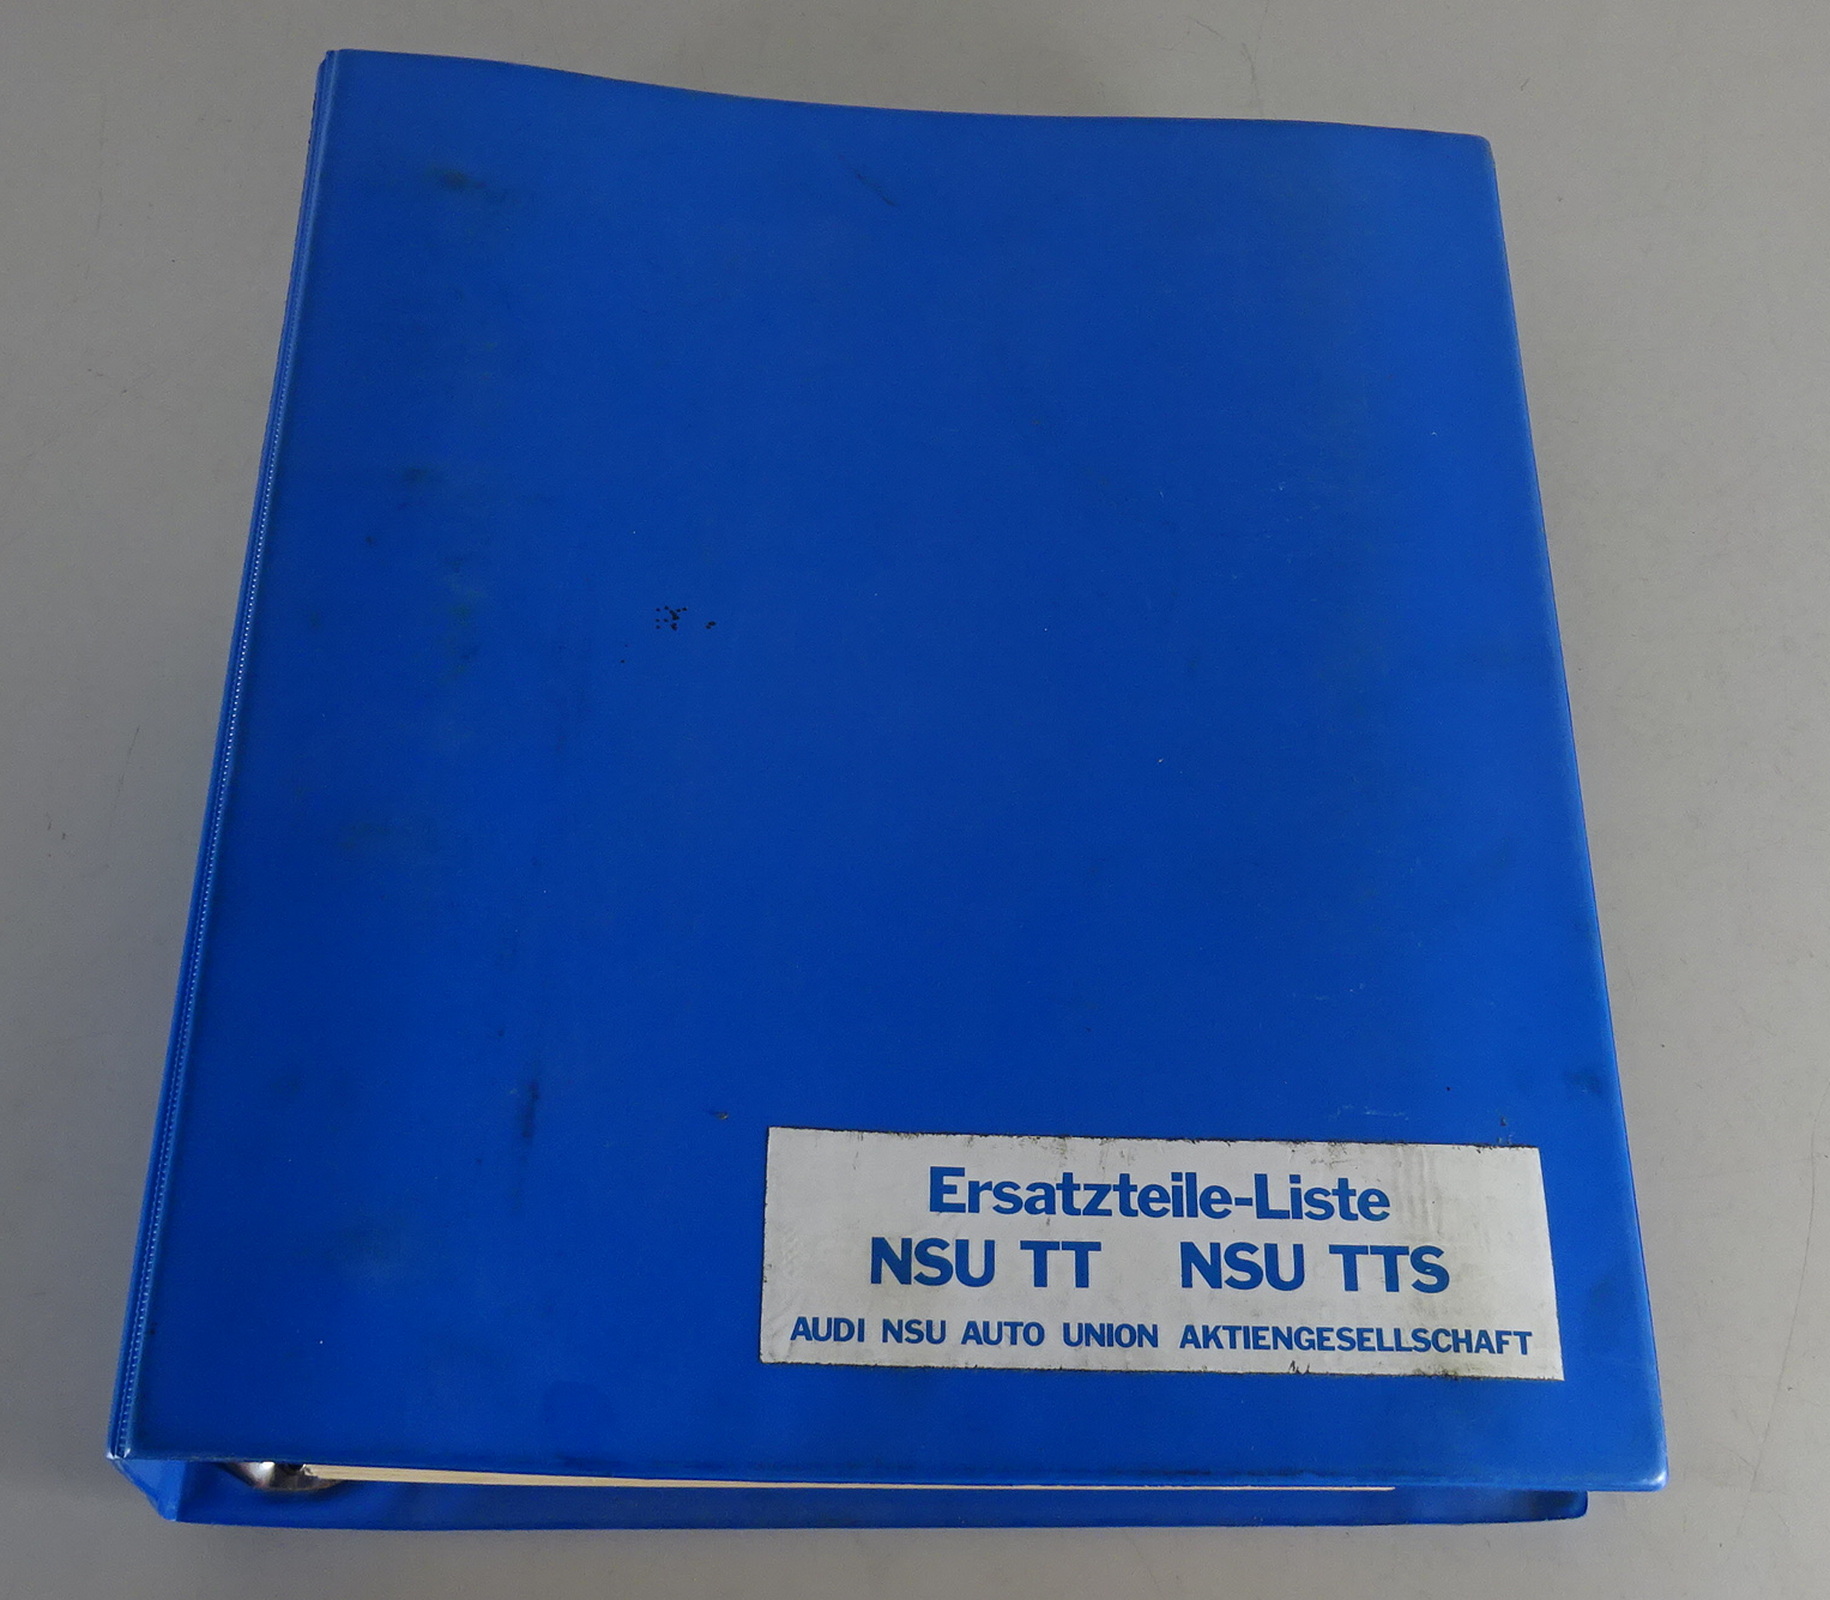 Ersatzteile-Liste
NSU TT NSU TTS
AUDI NSU AUTO UNION AKTIENGESELLSCHAFT